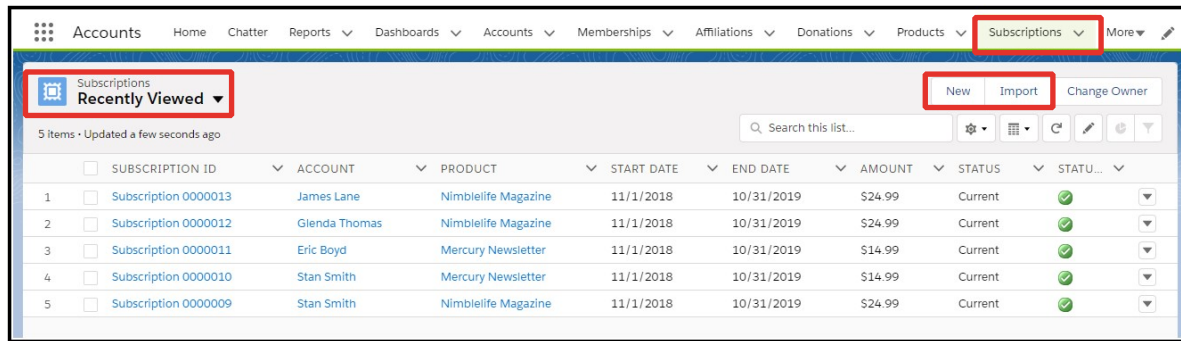 Accounts Home Chatter Reports Dashboards Accounts Memberships Affiliations Donations Products Subscriptions More
Subscriptions
Recently Viewed
New Import Change Owner
5 items • Updated a few seconds ago
Search this list...
SUBSCRIPTION ID ACCOUNT PRODUCT START DATE END DATE AMOUNT STATUS STATU...
1 Subscription 0000013 James Lane Nimblelife Magazine 11/1/2018 10/31/2019 $24.99 Current
2 Subscription 0000012 Glenda Thomas Nimblelife Magazine 11/1/2018 10/31/2019 $24.99 Current
3 Subscription 0000011 Eric Boyd Mercury Newsletter 11/1/2018 10/31/2019 $14.99 Current
4 Subscription 0000010 Stan Smith Mercury Newsletter 11/1/2018 10/31/2019 $14.99 Current
5 Subscription 0000009 Stan Smith Nimblelife Magazine 11/1/2018 10/31/2019 $24.99 Current